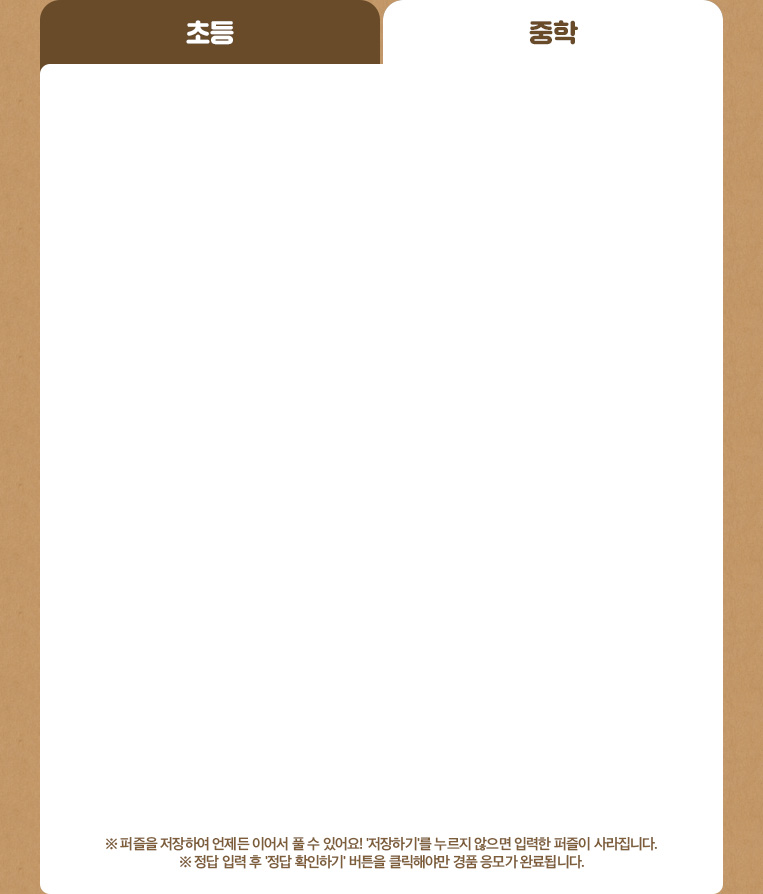 초등
중학
※ 퍼즐을 저장하여 언제든 이어서 풀 수 있어요! '저장하기'를 누르지 않으면 입력한 퍼즐이 사라집니다.
※ 정답 입력 후 '정답 확인하기' 버튼을 클릭해야만 경품 응모가 완료됩니다.